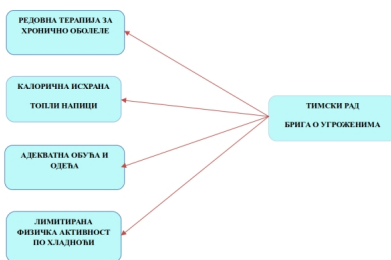 РЕДОВНА ТЕРАПИЈА ЗА
ХРОНИЧНО ОБОЛЕЛЕ
КАЛОРИЧНА ИСХРАНА
ТОПЛИ НАПИЦИ
ТИМСКИ РАД
БРИГА О УГРОЖЕНИМА
АДЕКВАТНА ОБУЋА И
ОДЕЋА
ЛИМИТИРАНА
ФИЗИЧКА АКТИВНОСТ
ПО ХЛАДНОЋИ